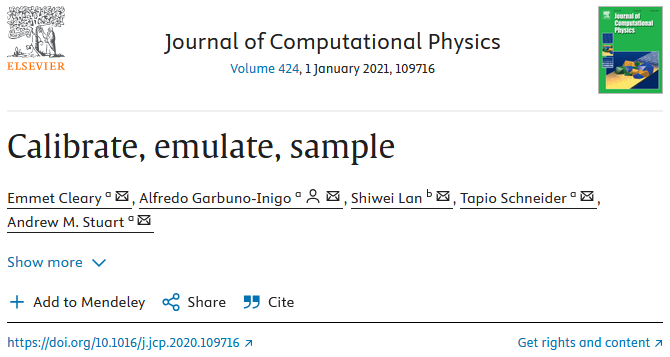 Journal of Computational Physics
Volume 424, 1 January 2021, 109716
ELSEVIER
Journal of
Computational
Physics
Calibrate, emulate, sample
Emmet Cleary a, Alfredo Garbuno-Inigo a, Shiwei Lan b, Tapio Schneider a,
Andrew M. Stuart a
Show more
Add to Mendeley Share Cite
https://doi.org/10.1016/j.jcp.2020.109716
Get rights and content